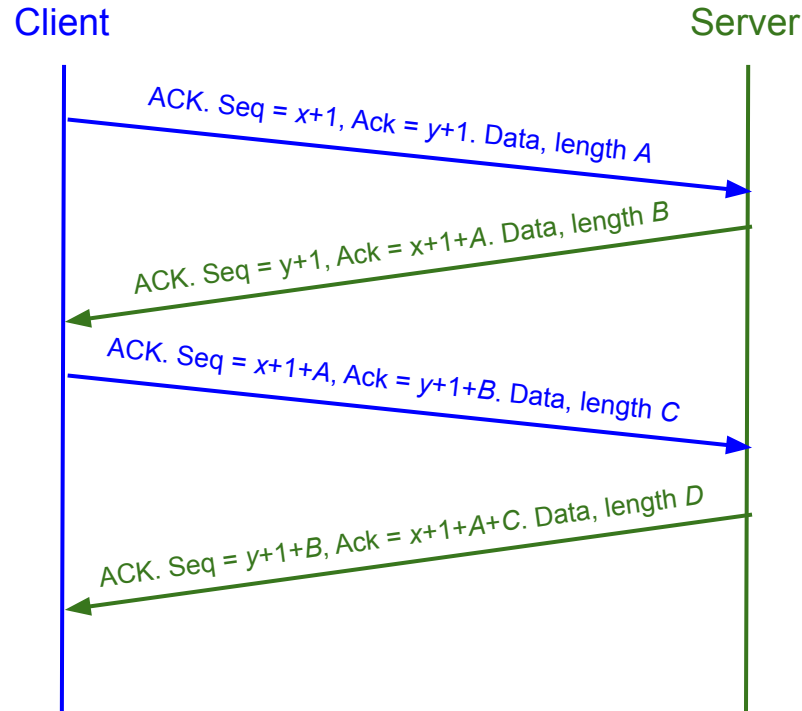 Client
Server
ACK. Seq = x+1, Ack = y+1. Data, length A
ACK. Seq = y+1, Ack = x+1+A. Data, length B
ACK. Seq = x+1+A, Ack = y+1+B. Data, length C
ACK. Seq = y+1+B, Ack = x+1+A+C. Data, length D